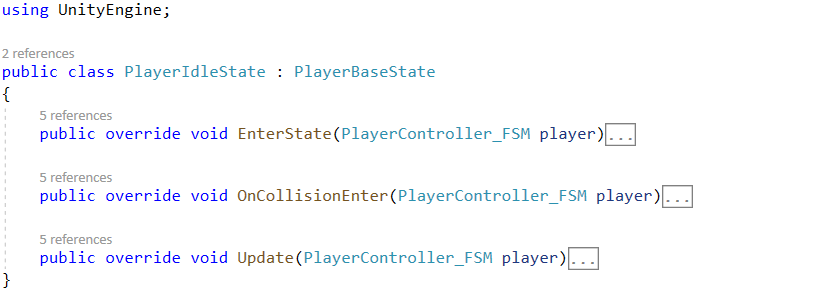 using UnityEngine;
2 references
public class PlayerIdleState : PlayerBaseState
{
5 references
public override void EnterState(PlayerController_FSM player)...
5 references
public override void OnCollisionEnter(PlayerController_FSM player)...
5 references
public override void Update(PlayerController_FSM player)...
}